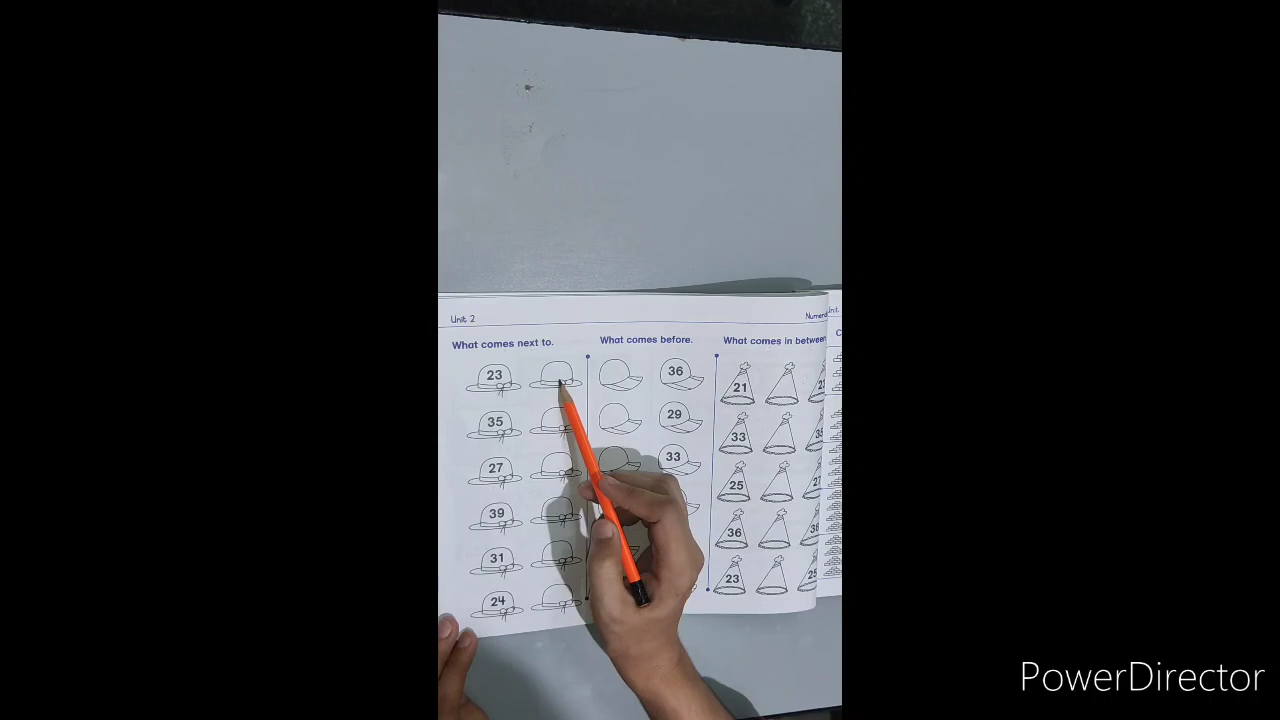 Unit 2
What comes next to.
23
35
27
39
31
24
What comes before.
36
29
33
What comes in between
21
33
25 27
36
23
PowerDirector